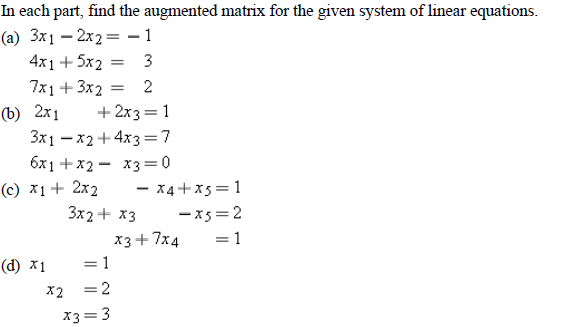 In each part, find the augmented matrix for the given system of linear equations.
(a) 3x1 − 2x2 = − 1
4x1 + 5x2 = 3
7x1 + 3x2 = 2
(b) 2x1 + 2x3 = 1
3x1 − x2 + 4x3 = 7
6x1 + x2 − x3 = 0
(c) x1 + 2x2 − x4 + x5 = 1
3x2 + x3 − x5 = 2
x3 + 7x4 = 1
(d) x1 = 1
x2 = 2
x3 = 3